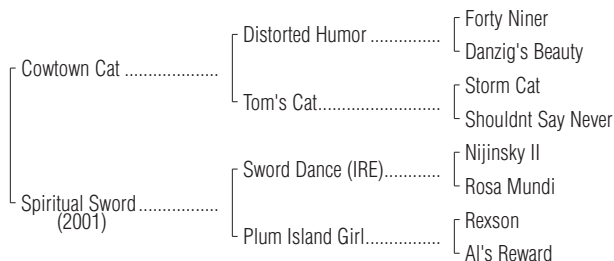 Forty Niner
Distorted Humor ...............
Danzig's Beauty
Cowtown Cat ....................
Storm Cat
Tom's Cat..........................
Shouldnt Say Never
Nijinsky II
Sword Dance (IRE)............
Rosa Mundi
Spiritual Sword .................
(2001)
Rexson
Plum Island Girl................
Al's Reward